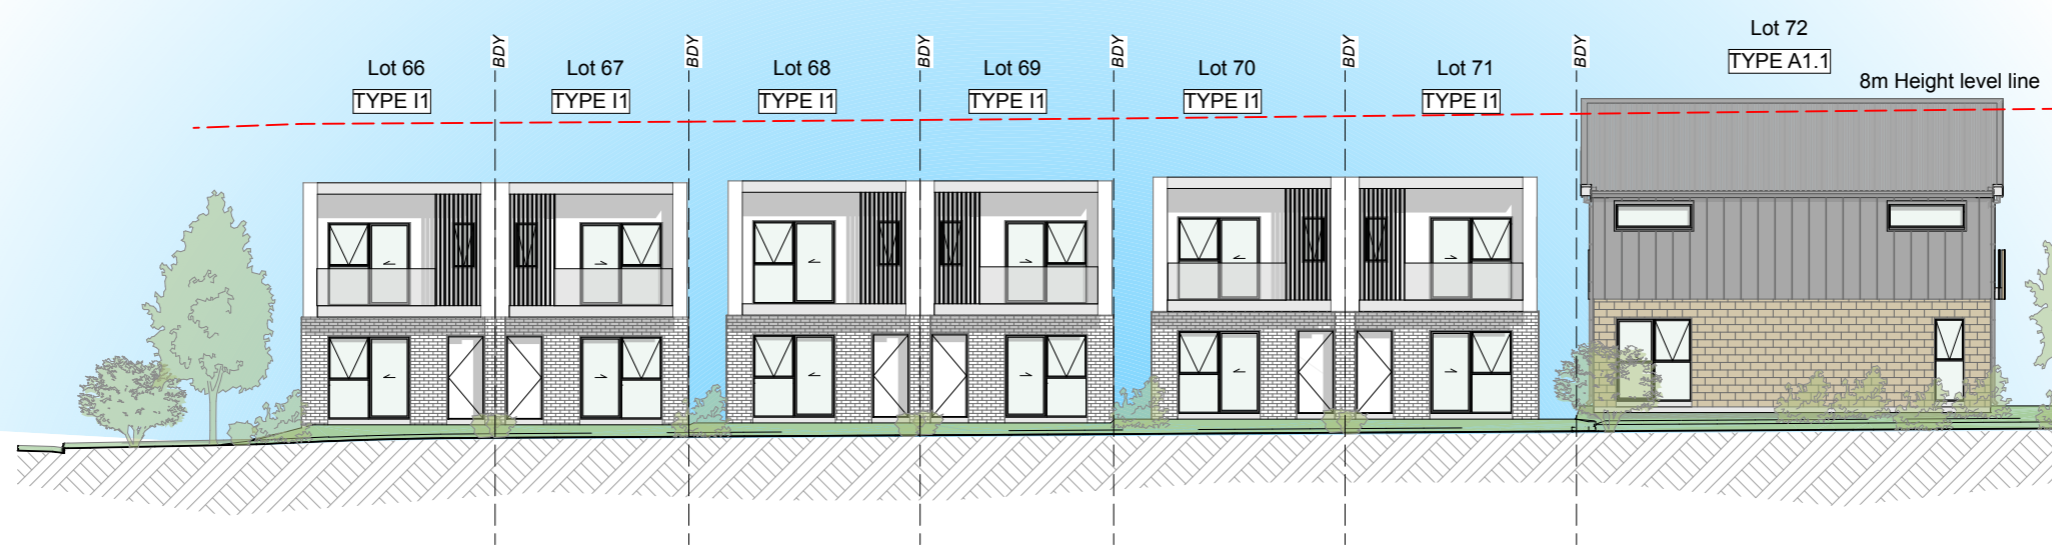 Lot 66
TYPE I1
BDY
Lot 67
TYPE I1
BDY
Lot 68
TYPE I1
BDY
Lot 69
TYPE I1
BDY
Lot 70
TYPE I1
BDY
Lot 71
TYPE I1
BDY
Lot 72
TYPE A1.1
8m Height level line